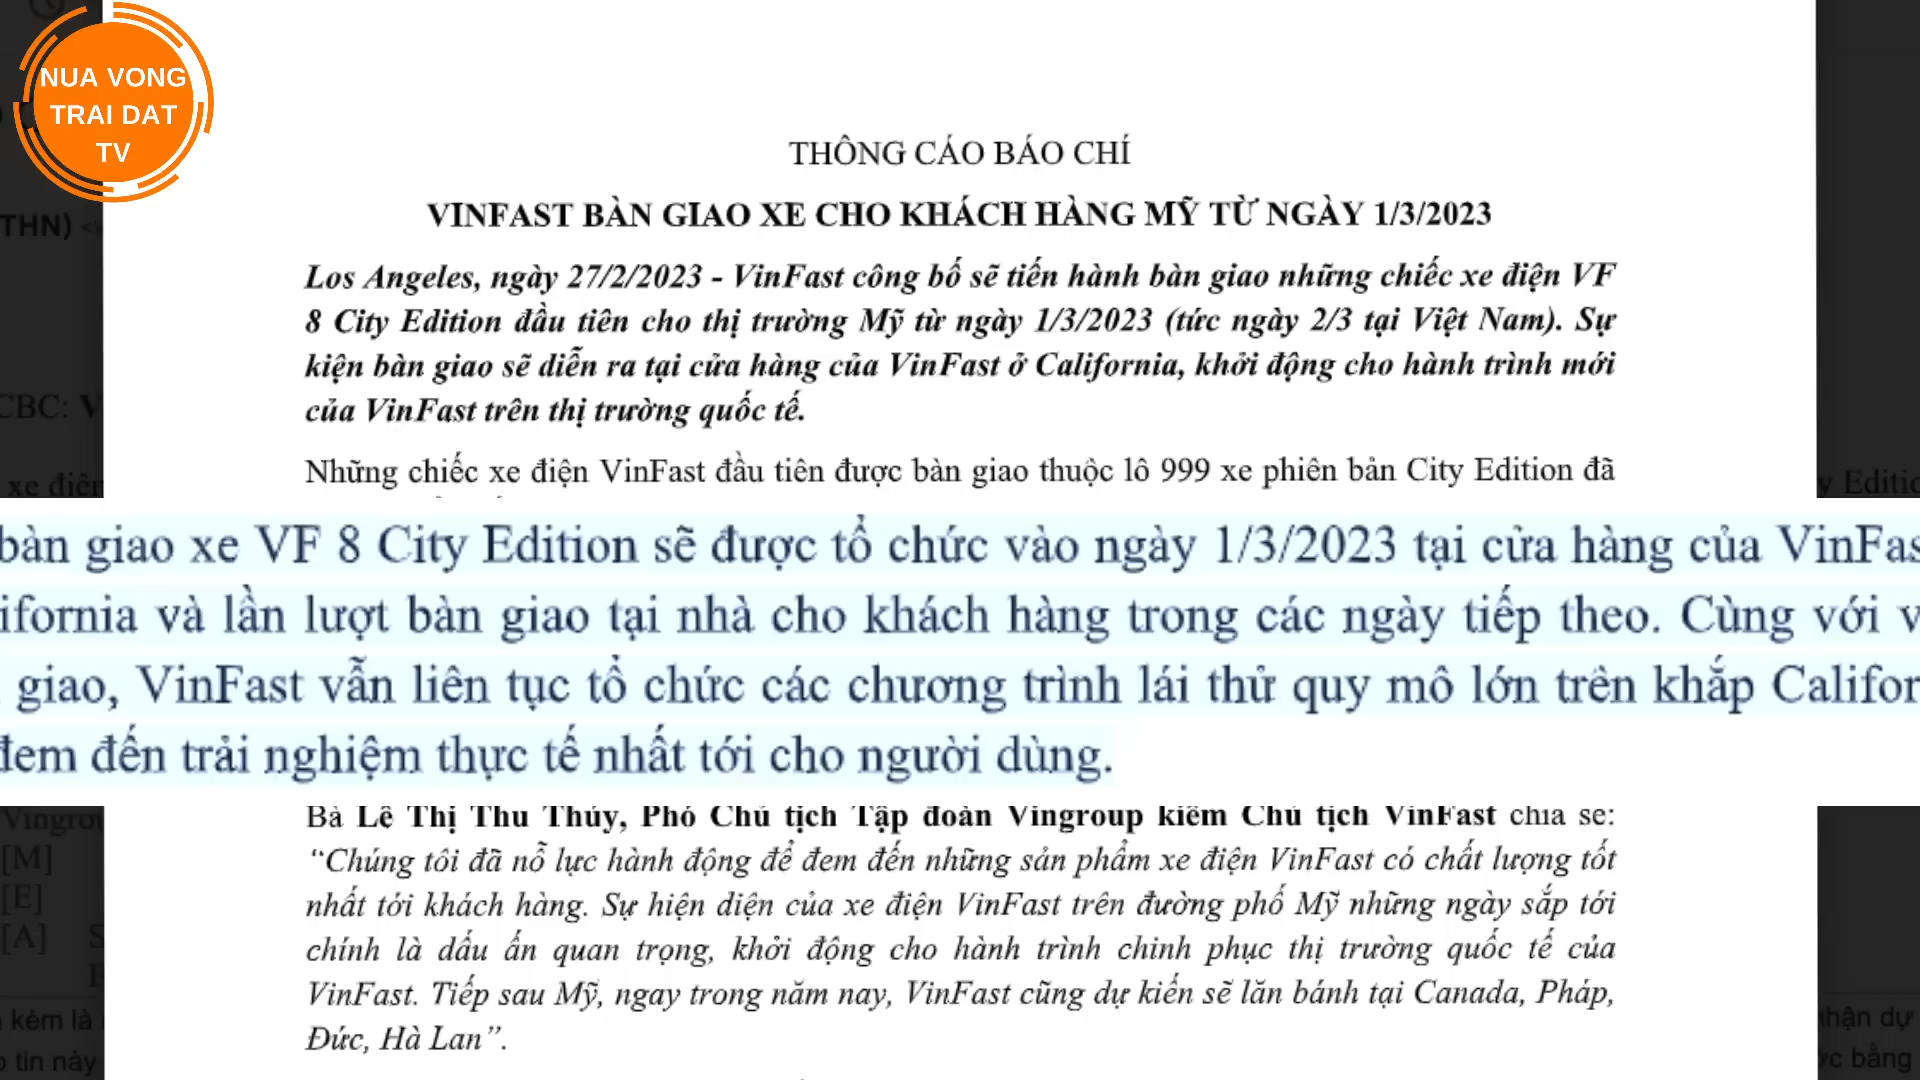 NUA VONG
TRAI DAT
TV
THÔNG CÁO BÁO CHÍ
VINFAST BÀN GIAO XE CHO KHÁCH HÀNG MỸ TỪ NGÀY 1/3/2023
THN)
Los Angeles, ngày 27/2/2023 - VinFast công bố sẽ tiến hành bàn giao những chiếc xe điện VF
8 City Edition đầu tiên cho thị trường Mỹ từ ngày 1/3/2023 (tức ngày 2/3 tại Việt Nam). Sự
kiện bàn giao sẽ diễn ra tại cửa hàng của VinFast ở California, khởi động cho hành trình mới
của VinFast trên thị trường quốc tế.
CBC: V
Những chiếc xe điện VinFast đầu tiên được bàn giao thuộc lô 999 xe phiên bản City Edition đã
xe điện
y Editio
bàn giao xe VF 8 City Edition sẽ được tổ chức vào ngày 1/3/2023 tại cửa hàng của VinFas
ifornia và lần lượt bàn giao tại nhà cho khách hàng trong các ngày tiếp theo. Cùng với v
giao, VinFast vẫn liên tục tổ chức các chương trình lái thử quy mô lớn trên khắp Califor
đem đến trải nghiệm thực tế nhất tới cho người dùng.
Bà Lê Thị Thu Thủy, Phó Chủ tịch Tập đoàn Vingroup kiêm Chủ tịch VinFast chia sẻ:
Vingrou
"Chúng tôi đã nỗ lực hành động để đem đến những sản phẩm xe điện VinFast có chất lượng tốt
[M]
nhất tới khách hàng. Sự hiện diện của xe điện VinFast trên đường phố Mỹ những ngày sắp tới
[E]
chính là dấu ấn quan trọng, khởi động cho hành trình chinh phục thị trường quốc tế của
[A] S
VinFast. Tiếp sau Mỹ, ngay trong năm nay, VinFast cũng dự kiến sẽ lăn bánh tại Canada, Pháp,
Đức, Hà Lan".
kèm là
nhận dự
tin này
bằng